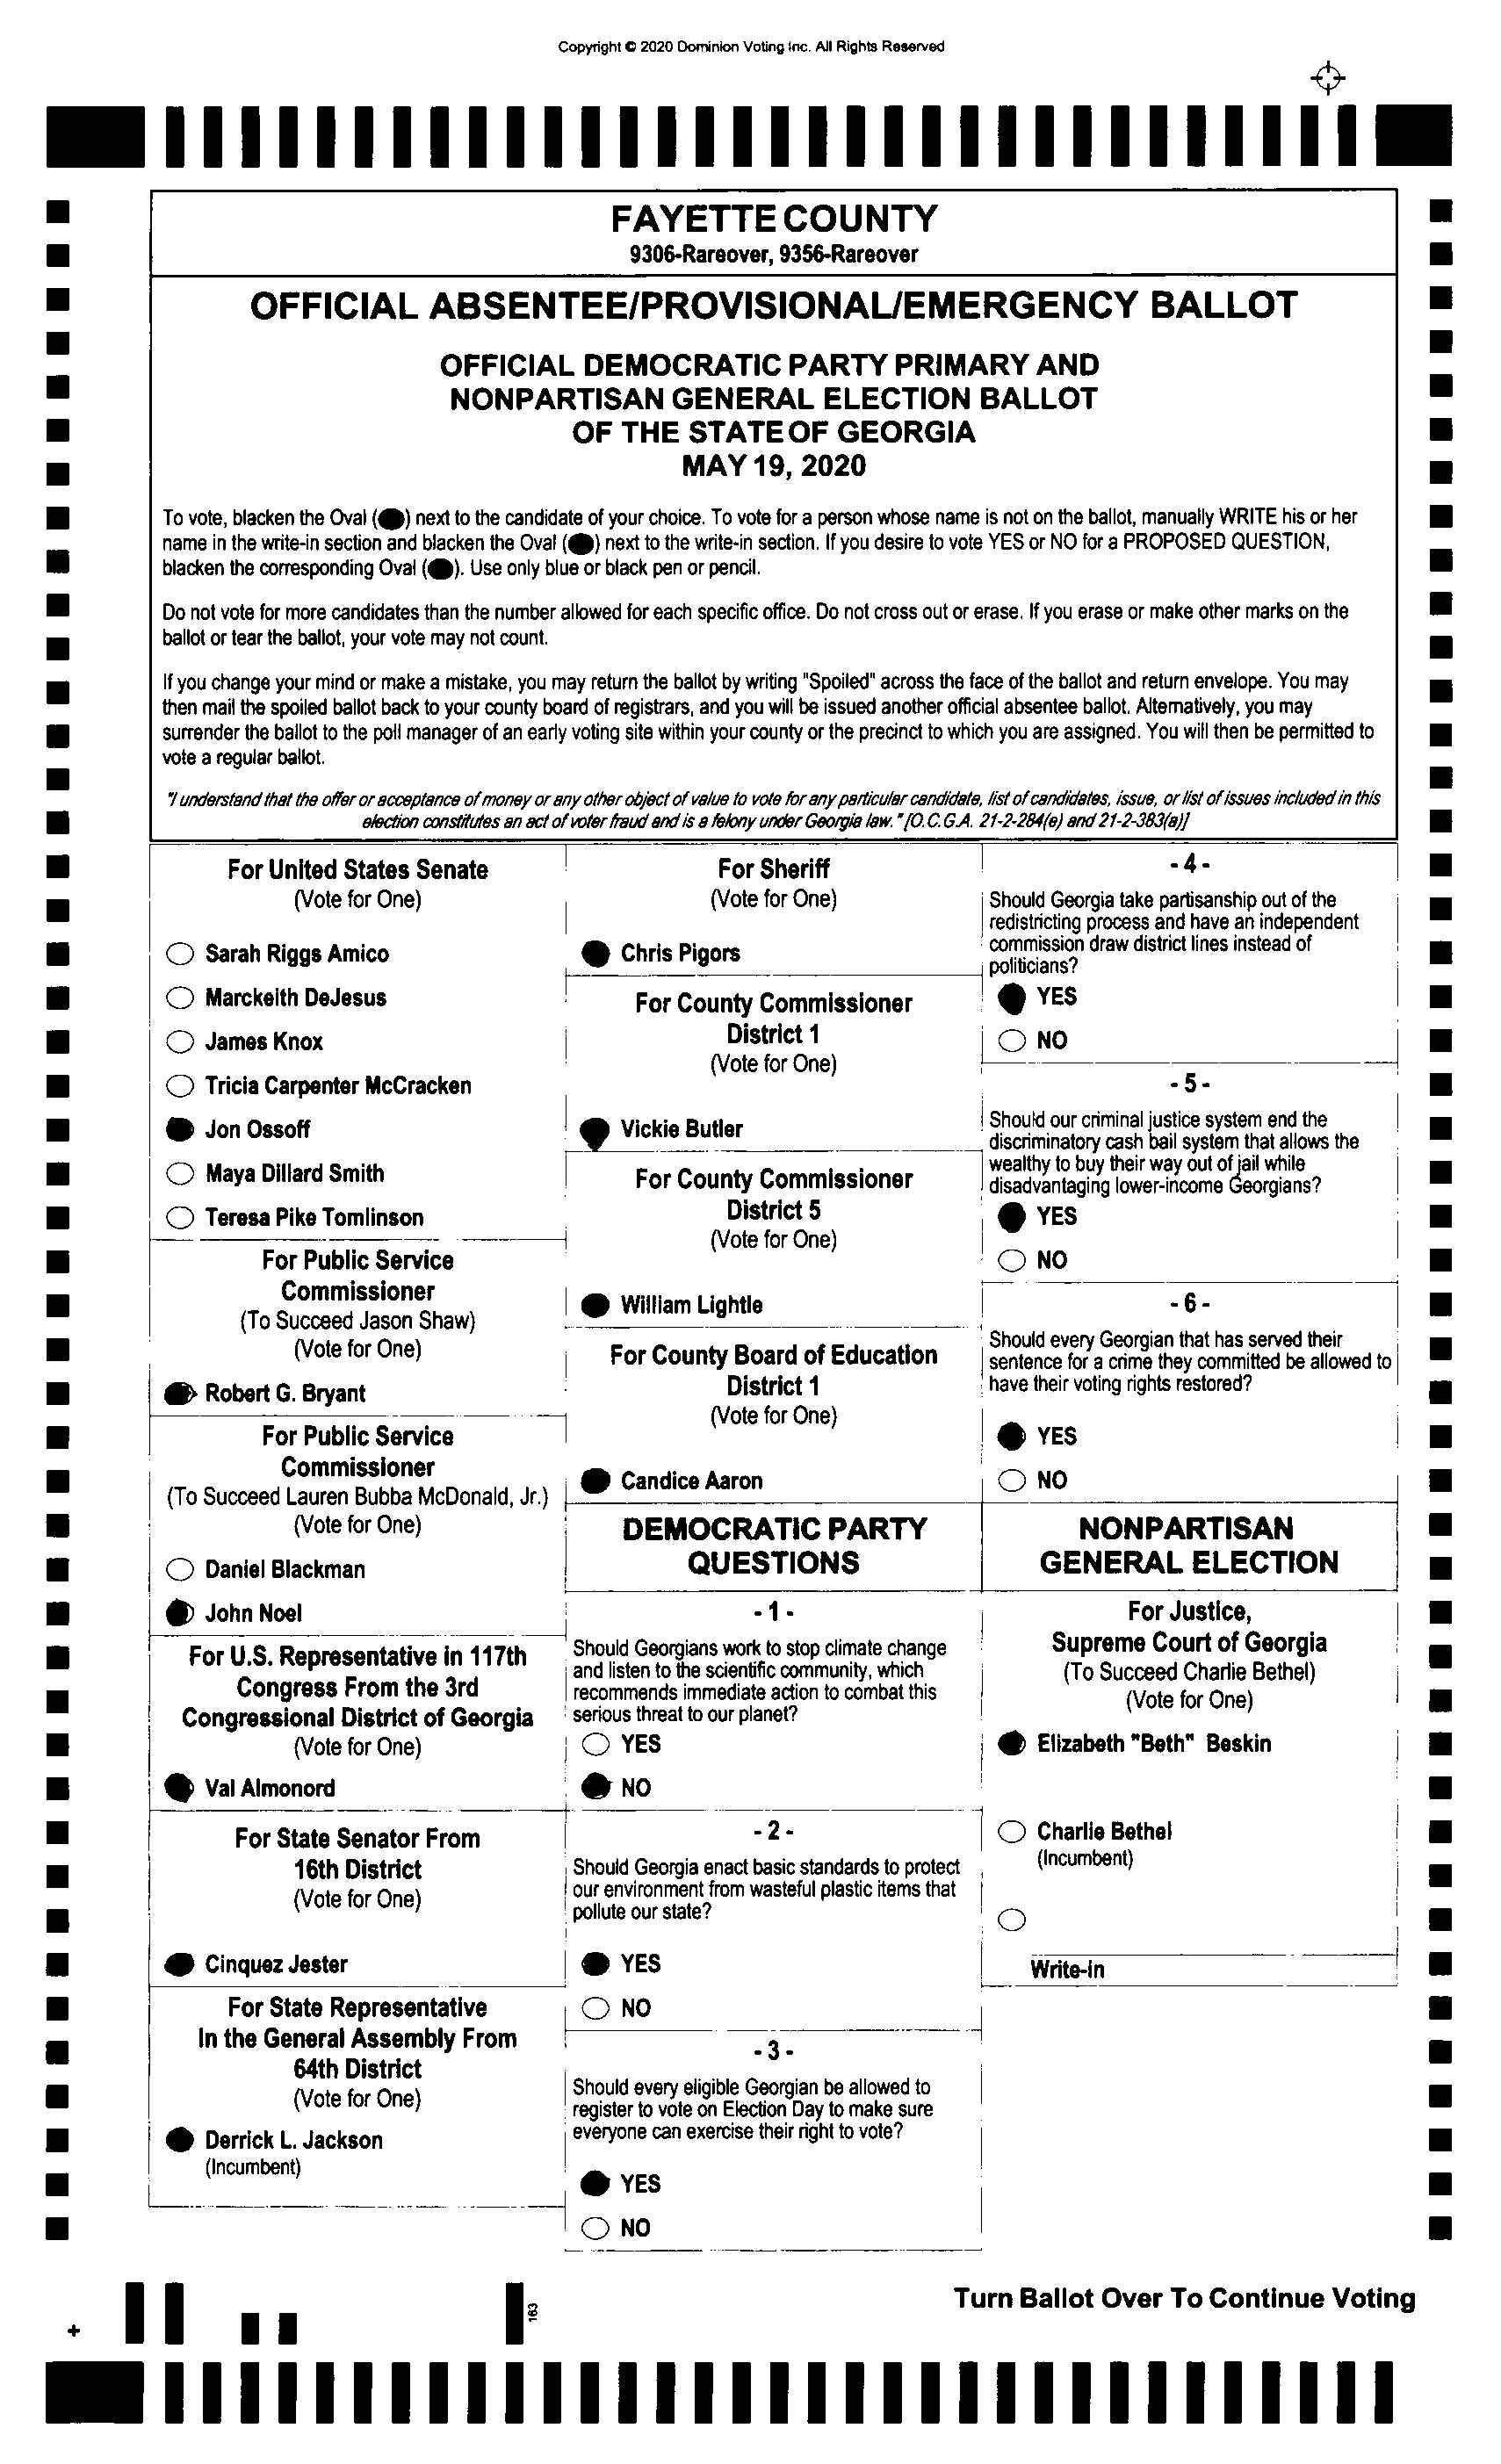 Copyright © 2020 Dominion Voting Inc. All Rights Reserved
FAYETTE COUNTY
9306-Rareover, 9356-Rareover
OFFICIAL ABSENTEE/PROVISIONAL/EMERGENCY BALLOT
OFFICIAL DEMOCRATIC PARTY PRIMARY AND
NONPARTISAN GENERAL ELECTION BALLOT
OF THE STATE OF GEORGIA
MAY 19, 2020
To vote, blacken the Oval (●) next to the candidate of your choice. To vote for a person whose name is not on the ballot, manually WRITE his or her
name in the write-in section and blacken the Oval (●) next to the write-in section. If you desire to vote YES or NO for a PROPOSED QUESTION,
blacken the corresponding Oval (●). Use only blue or black pen or pencil.
Do not vote for more candidates than the number allowed for each specific office. Do not cross out or erase. If you erase or make other marks on the
ballot or tear the ballot, your vote may not count.
If you change your mind or make a mistake, you may return the ballot by writing "Spoiled" across the face of the ballot and return envelope. You may
then mail the spoiled ballot back to your county board of registrars, and you will be issued another official absentee ballot. Alternatively, you may
surrender the ballot to the poll manager of an early voting site within your county or the precinct to which you are assigned. You will then be permitted to
vote a regular ballot.
"I understand that the offer or acceptance of money or any other object of value to vote for any particular candidate, list of candidates, issue, or list of issues included in this
election constitutes an act of voter fraud and is a felony under Georgia law." [O.C.G.A. 21-2-284(e) and 21-2-383(a)]
For United States Senate
(Vote for One)
Sarah Riggs Amico
Marckeith DeJesus
James Knox
Tricia Carpenter McCracken
Jon Ossoff
Maya Dillard Smith
Teresa Pike Tomlinson
For Public Service
Commissioner
(To Succeed Jason Shaw)
(Vote for One)
Robert G. Bryant
For Public Service
Commissioner
(To Succeed Lauren Bubba McDonald, Jr.)
(Vote for One)
Daniel Blackman
John Noel
For U.S. Representative in 117th
Congress From the 3rd
Congressional District of Georgia
(Vote for One)
Val Almonord
For State Senator From
16th District
(Vote for One)
Cinquez Jester
For State Representative
In the General Assembly From
64th District
(Vote for One)
Derrick L. Jackson
(Incumbent)
For Sheriff
(Vote for One)
Chris Pigors
For County Commissioner
District 1
(Vote for One)
Vickie Butler
For County Commissioner
District 5
(Vote for One)
William Lightle
For County Board of Education
District 1
(Vote for One)
Candice Aaron
DEMOCRATIC PARTY
QUESTIONS
- 1 -
Should Georgians work to stop climate change
and listen to the scientific community, which
recommends immediate action to combat this
serious threat to our planet?
YES
NO
- 2 -
Should Georgia enact basic standards to protect
our environment from wasteful plastic items that
pollute our state?
YES
NO
- 3 -
Should every eligible Georgian be allowed to
register to vote on Election Day to make sure
everyone can exercise their right to vote?
YES
NO
- 4 -
Should Georgia take partisanship out of the
redistricting process and have an independent
commission draw district lines instead of
politicians?
YES
NO
- 5 -
Should our criminal justice system end the
discriminatory cash bail system that allows the
wealthy to buy their way out of jail while
disadvantaging lower-income Georgians?
YES
NO
- 6 -
Should every Georgian that has served their
sentence for a crime they committed be allowed to
have their voting rights restored?
YES
NO
NONPARTISAN
GENERAL ELECTION
For Justice,
Supreme Court of Georgia
(To Succeed Charlie Bethel)
(Vote for One)
Elizabeth "Beth" Beskin
Charlie Bethel
(Incumbent)
Write-in
Turn Ballot Over To Continue Voting
163